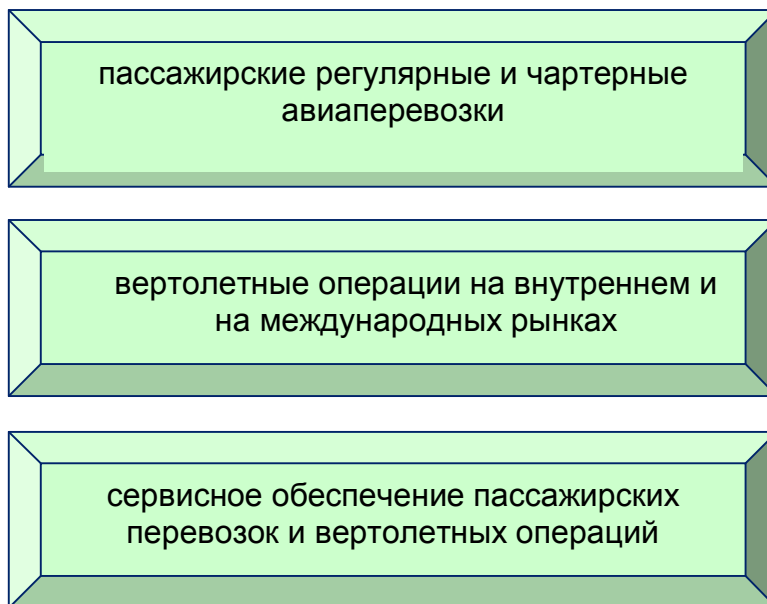 пассажирские регулярные и чартерные
авиаперевозки
вертолетные операции на внутреннем и
на международных рынках
сервисное обеспечение пассажирских
перевозок и вертолетных операций